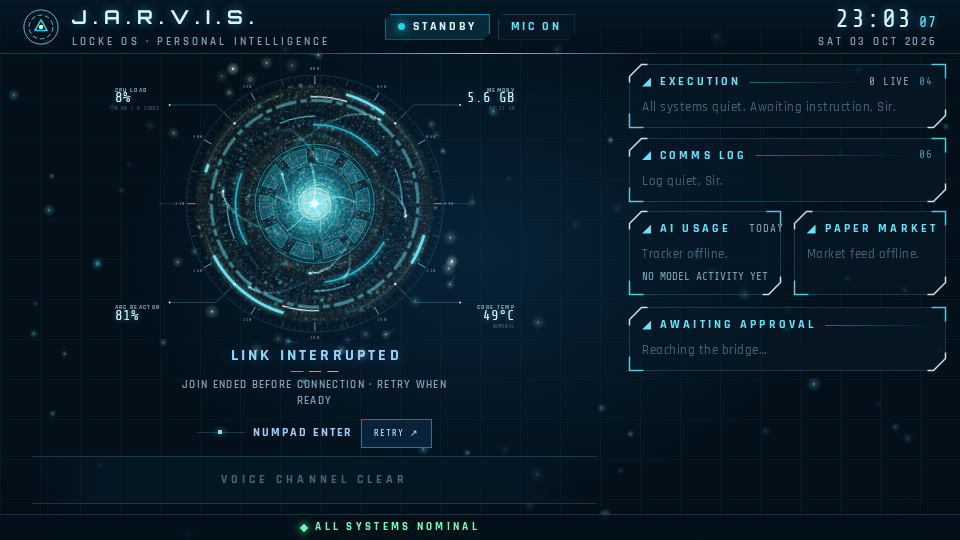 J.A.R.V.I.S.
LOCKE OS · PERSONAL INTELLIGENCE
STANDBY
MIC ON
23:03 07
SAT 03 OCT 2026
CPU LOAD
8%
MEMORY
5.6 GB
ARC REACTOR
81%
CORE TEMP
49°C
NOMINAL
LINK INTERRUPTED
JOIN ENDED BEFORE CONNECTION · RETRY WHEN
READY
NUMPAD ENTER
RETRY ↗
VOICE CHANNEL CLEAR
EXECUTION
0 LIVE 04
All systems quiet. Awaiting instruction, Sir.
COMMS LOG
06
Log quiet, Sir.
AI USAGE TODAY
Tracker offline.
NO MODEL ACTIVITY YET
PAPER MARKET
Market feed offline.
AWAITING APPROVAL
Reaching the bridge…
ALL SYSTEMS NOMINAL